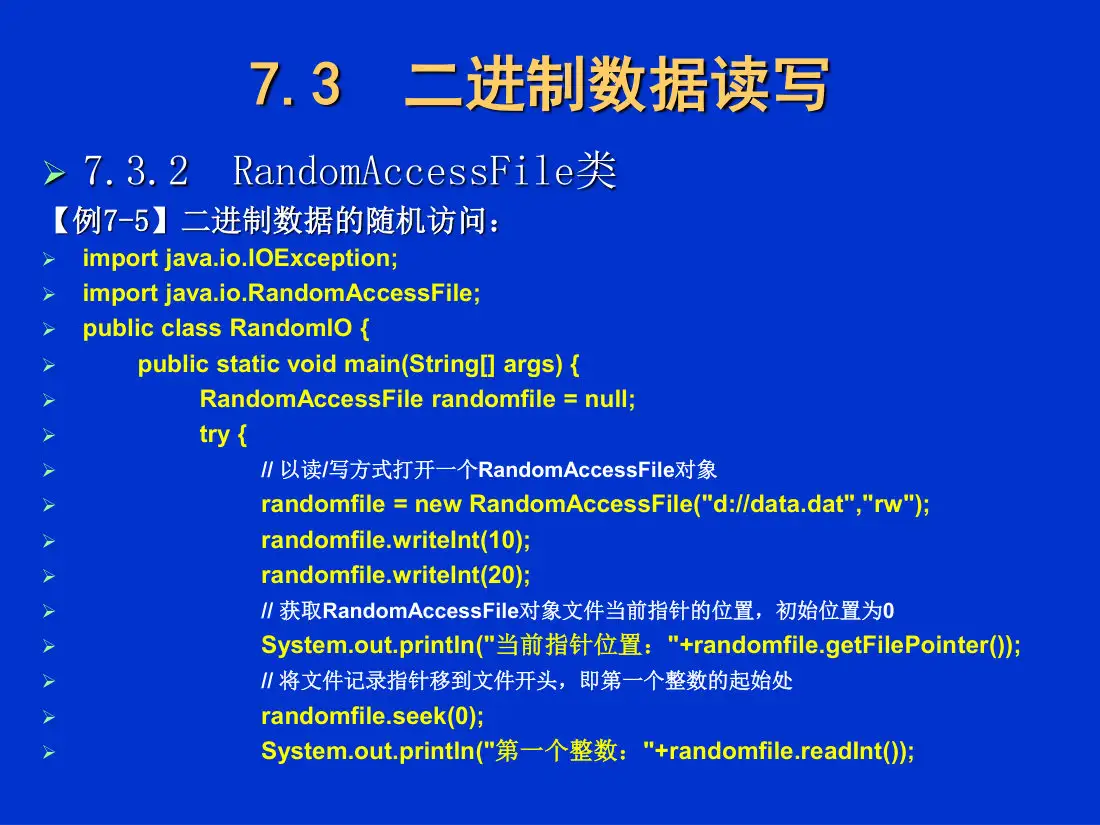 7.3 二进制数据读写
7.3.2 RandomAccessFile类
【例7-5】二进制数据的随机访问：
import java.io.IOException;
import java.io.RandomAccessFile;
public class RandomIO {
public static void main(String[] args) {
RandomAccessFile randomfile = null;
try {
// 以读/写方式打开一个RandomAccessFile对象
randomfile = new RandomAccessFile("d://data.dat","rw");
randomfile.writeInt(10);
randomfile.writeInt(20);
// 获取RandomAccessFile对象文件当前指针的位置，初始位置为0
System.out.println("当前指针位置："+randomfile.getFilePointer());
// 将文件记录指针移到文件开头，即第一个整数的起始处
randomfile.seek(0);
System.out.println("第一个整数："+randomfile.readInt());